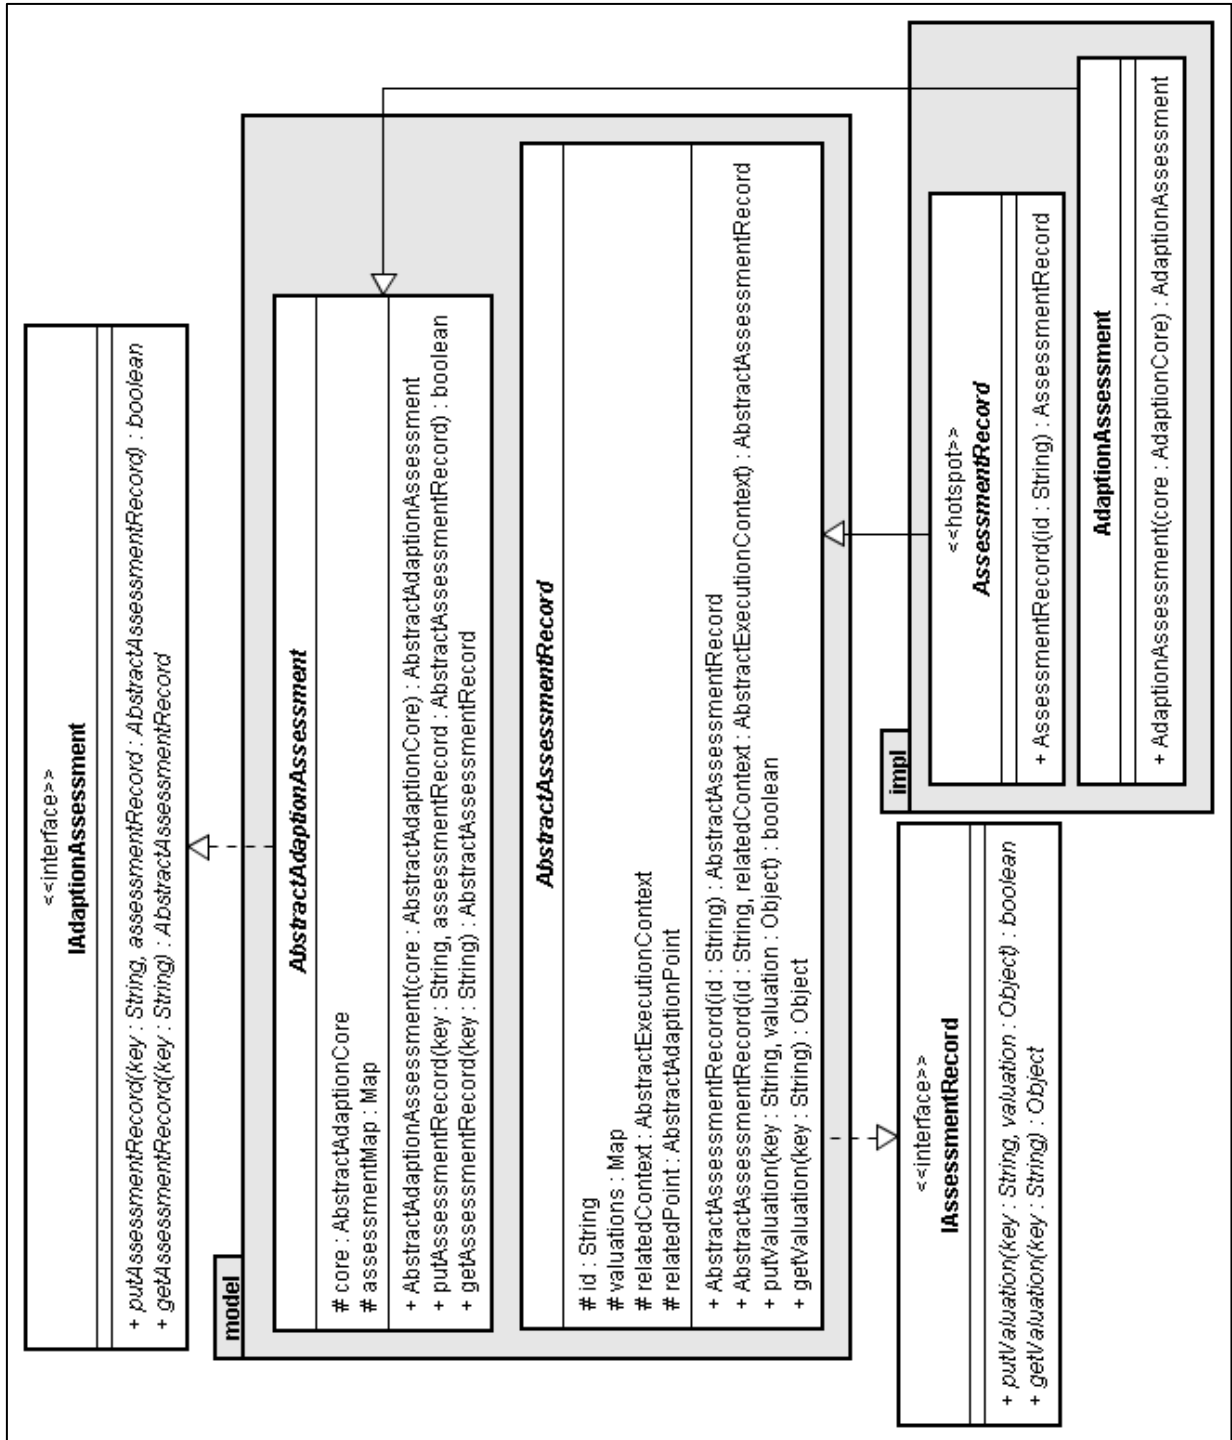 <<interface>>
IAdaptionAssessment
+ putAssessmentRecord(key : String, assessmentRecord : AbstractAssessmentRecord) : boolean
+ getAssessmentRecord(key : String) : AbstractAssessmentRecord
model
AbstractAdaptionAssessment
# core : AbstractAdaptionCore
# assessmentMap : Map
+ AbstractAdaptionAssessment(core : AbstractAdaptionCore) : AbstractAdaptionAssessment
+ putAssessmentRecord(key : String, assessmentRecord : AbstractAssessmentRecord) : boolean
+ getAssessmentRecord(key : String) : AbstractAssessmentRecord
AbstractAssessmentRecord
# id : String
# valuations : Map
# relatedContext : AbstractExecutionContext
# relatedPoint : AbstractAdaptionPoint
+ AbstractAssessmentRecord(id : String) : AbstractAssessmentRecord
+ AbstractAssessmentRecord(id : String, relatedContext : AbstractExecutionContext) : AbstractAssessmentRecord
+ putValuation(key : String, valuation : Object) : boolean
+ getValuation(key : String) : Object
<<interface>>
IAssessmentRecord
+ putValuation(key : String, valuation : Object) : boolean
+ getValuation(key : String) : Object
impl
<<hotspot>>
AssessmentRecord
+ AssessmentRecord(id : String) : AssessmentRecord
AdaptionAssessment
+ AdaptionAssessment(core : AdaptionCore) : AdaptionAssessment